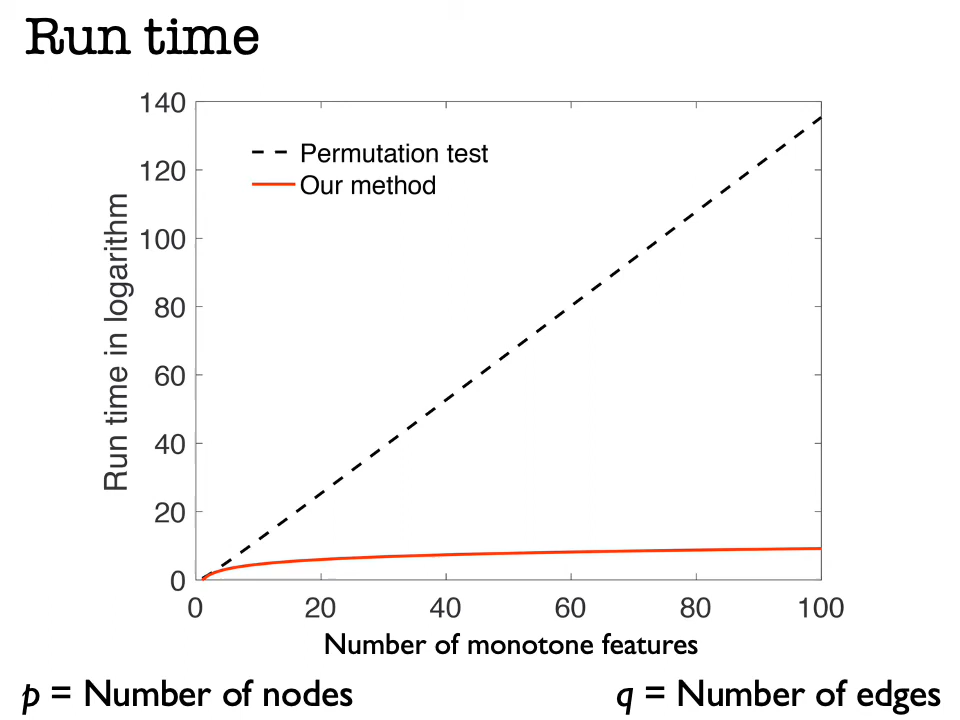 Run time
140
120
100
80
60
40
20
0
Run time in logarithm
Permutation test
Our method
0 20 40 60 80 100
Number of monotone features
p = Number of nodes
q = Number of edges